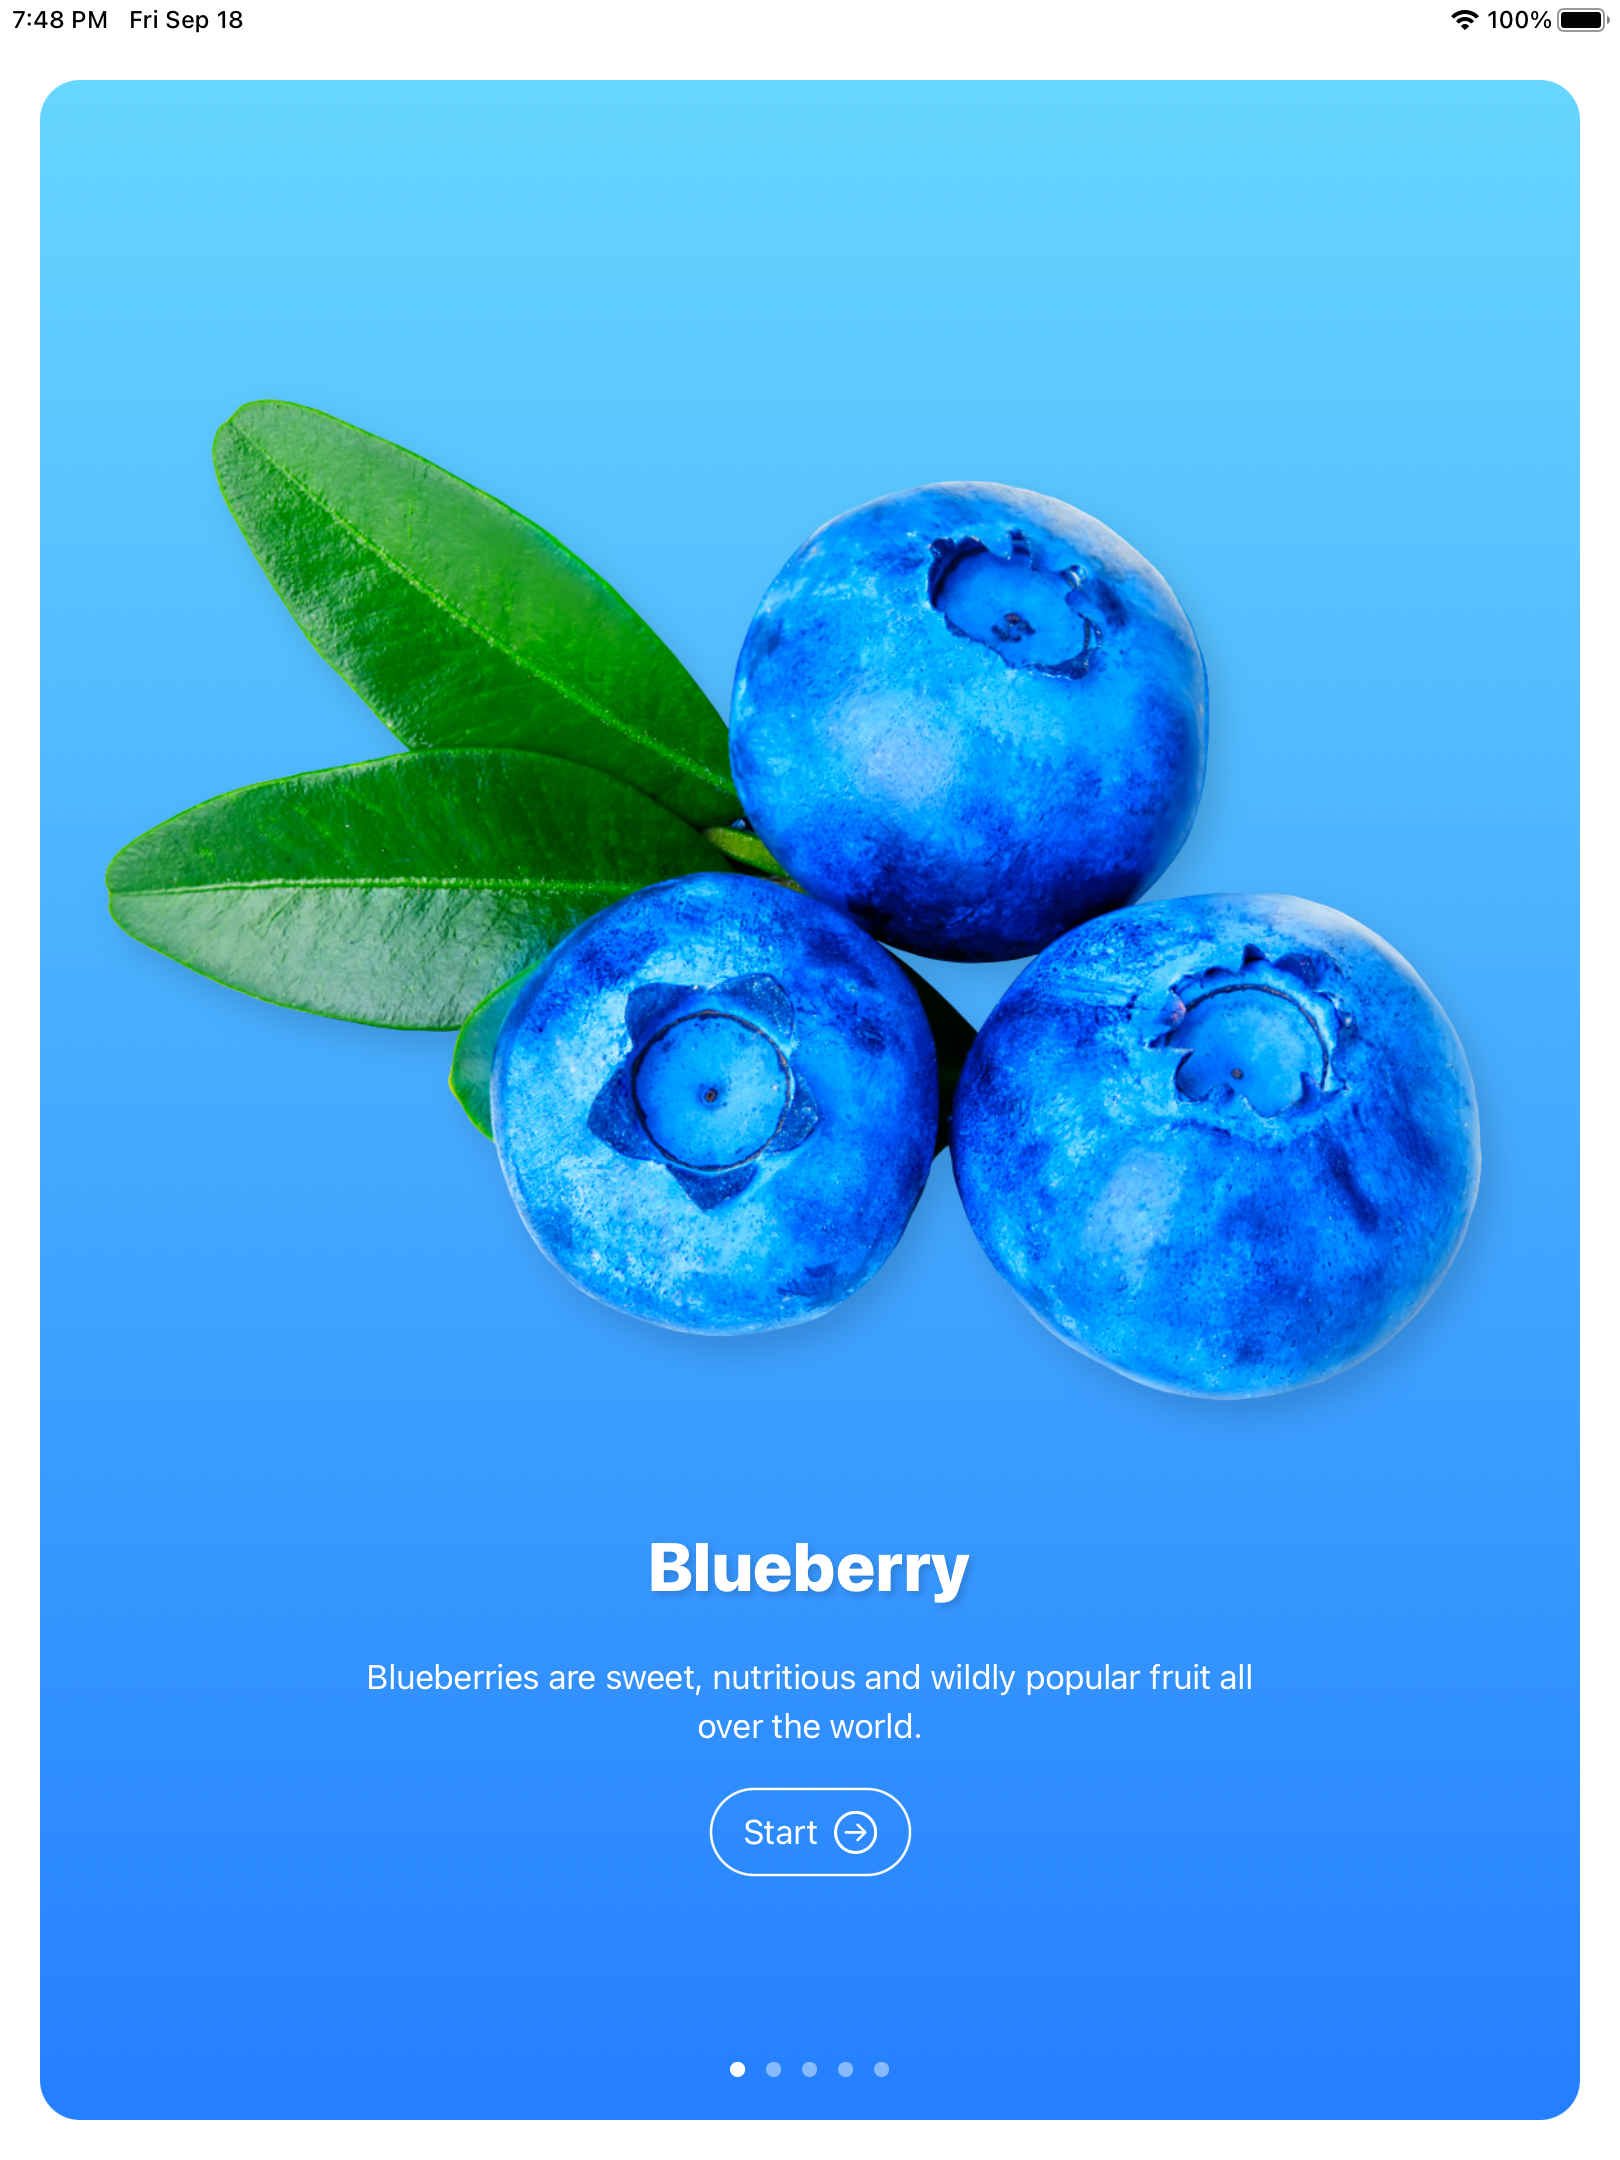 7:48 PM Fri Sep 18 100%
Blueberry
Blueberries are sweet, nutritious and wildly popular fruit all
over the world.
Start